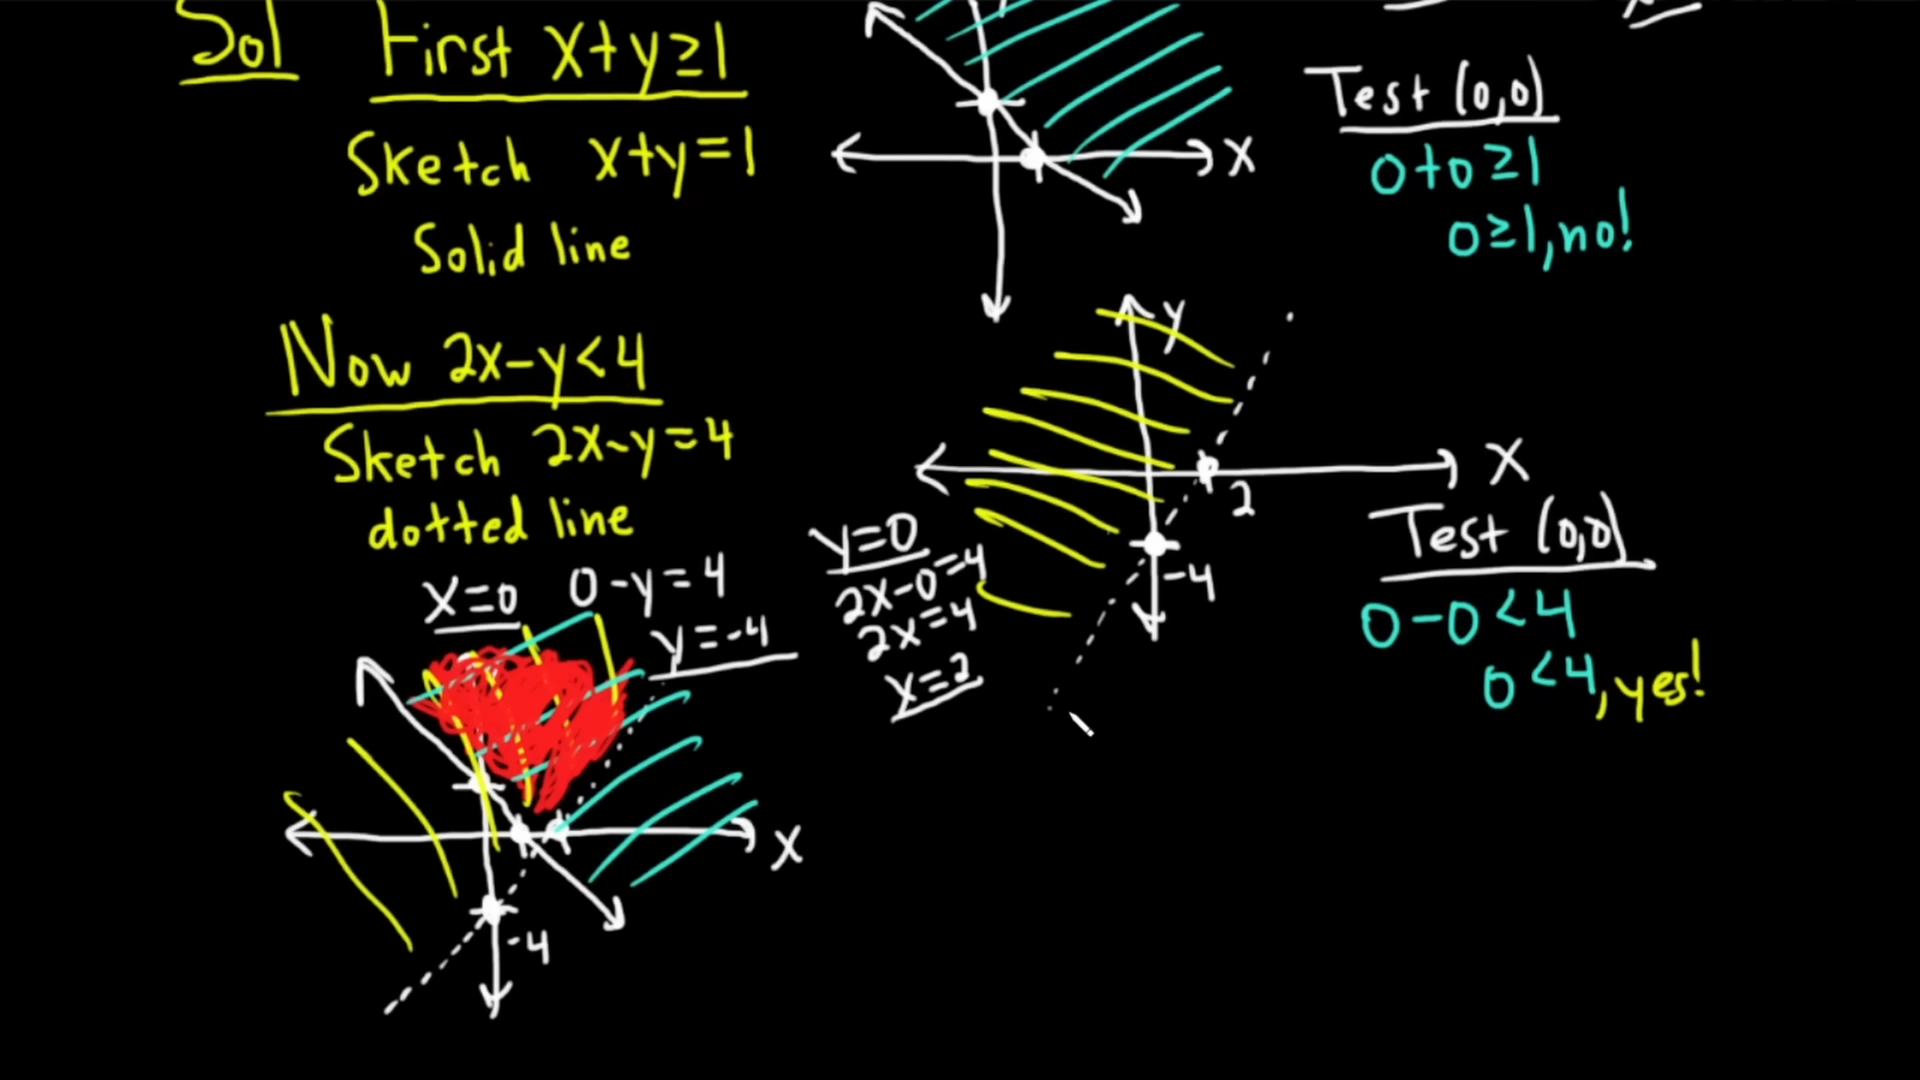 Sol First x+y≥1
Sketch x+y=1
Solid line
x
Test (0,0)
0+0≥1
0≥1, no!
Now 2x-y<4
Sketch 2x-y=4
dotted line
x=0 0-y=4
y=-4
y=0
2x-0=4
2x=4
x=2
y
x
2
-4
Test (0,0)
0-0<4
0<4, yes!
x
-4